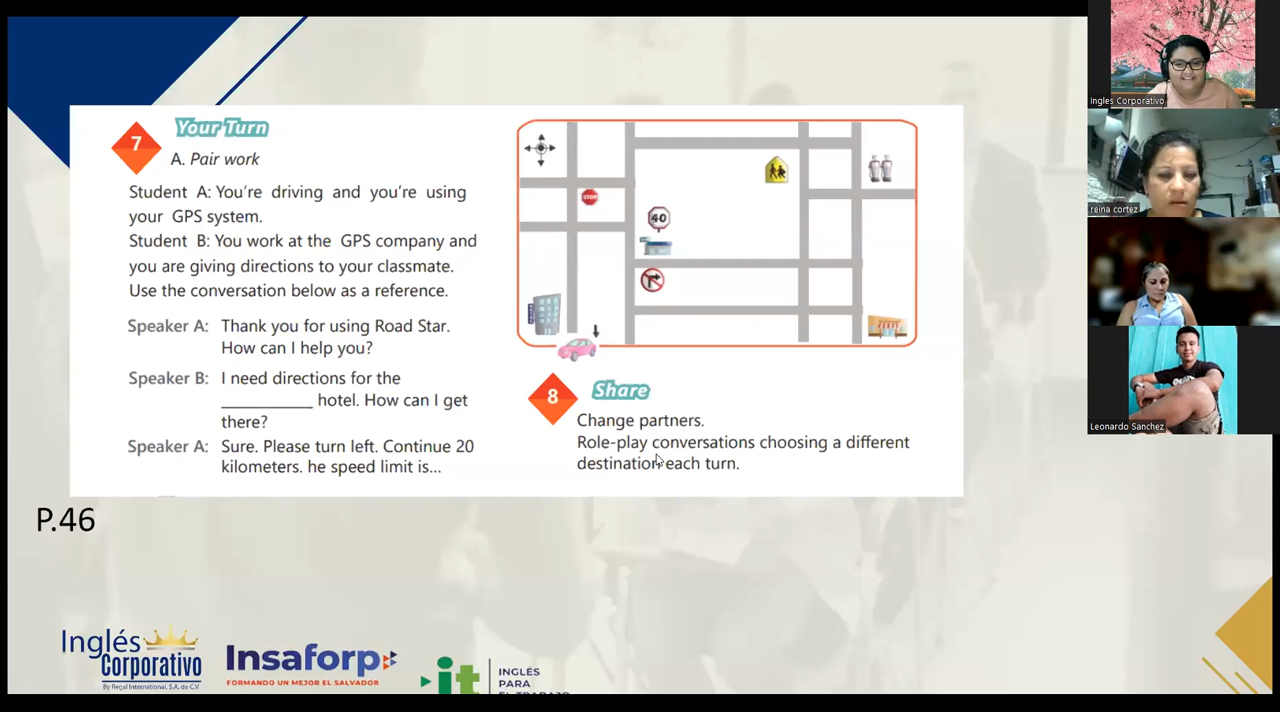 7
Your Turn
A. Pair work
Student A: You're driving and you're using
your GPS system.
Student B: You work at the GPS company and
you are giving directions to your classmate.
Use the conversation below as a reference.
Speaker A: Thank you for using Road Star.
How can I help you?
Speaker B: I need directions for the
__________ hotel. How can I get
there?
Speaker A: Sure. Please turn left. Continue 20
kilometers. he speed limit is...
STOP
40
8
Share
Change partners.
Role-play conversations choosing a different
destination each turn.
P.46
Inglés
Corporativo
By Regal International, S.A. de C.V.
Insaforp
FORMANDO UN MEJOR EL SALVADOR
it
INGLÉS
PARA
EL TRABAJO
Ingles Corporativo
reina cortez
Leonardo Sanchez